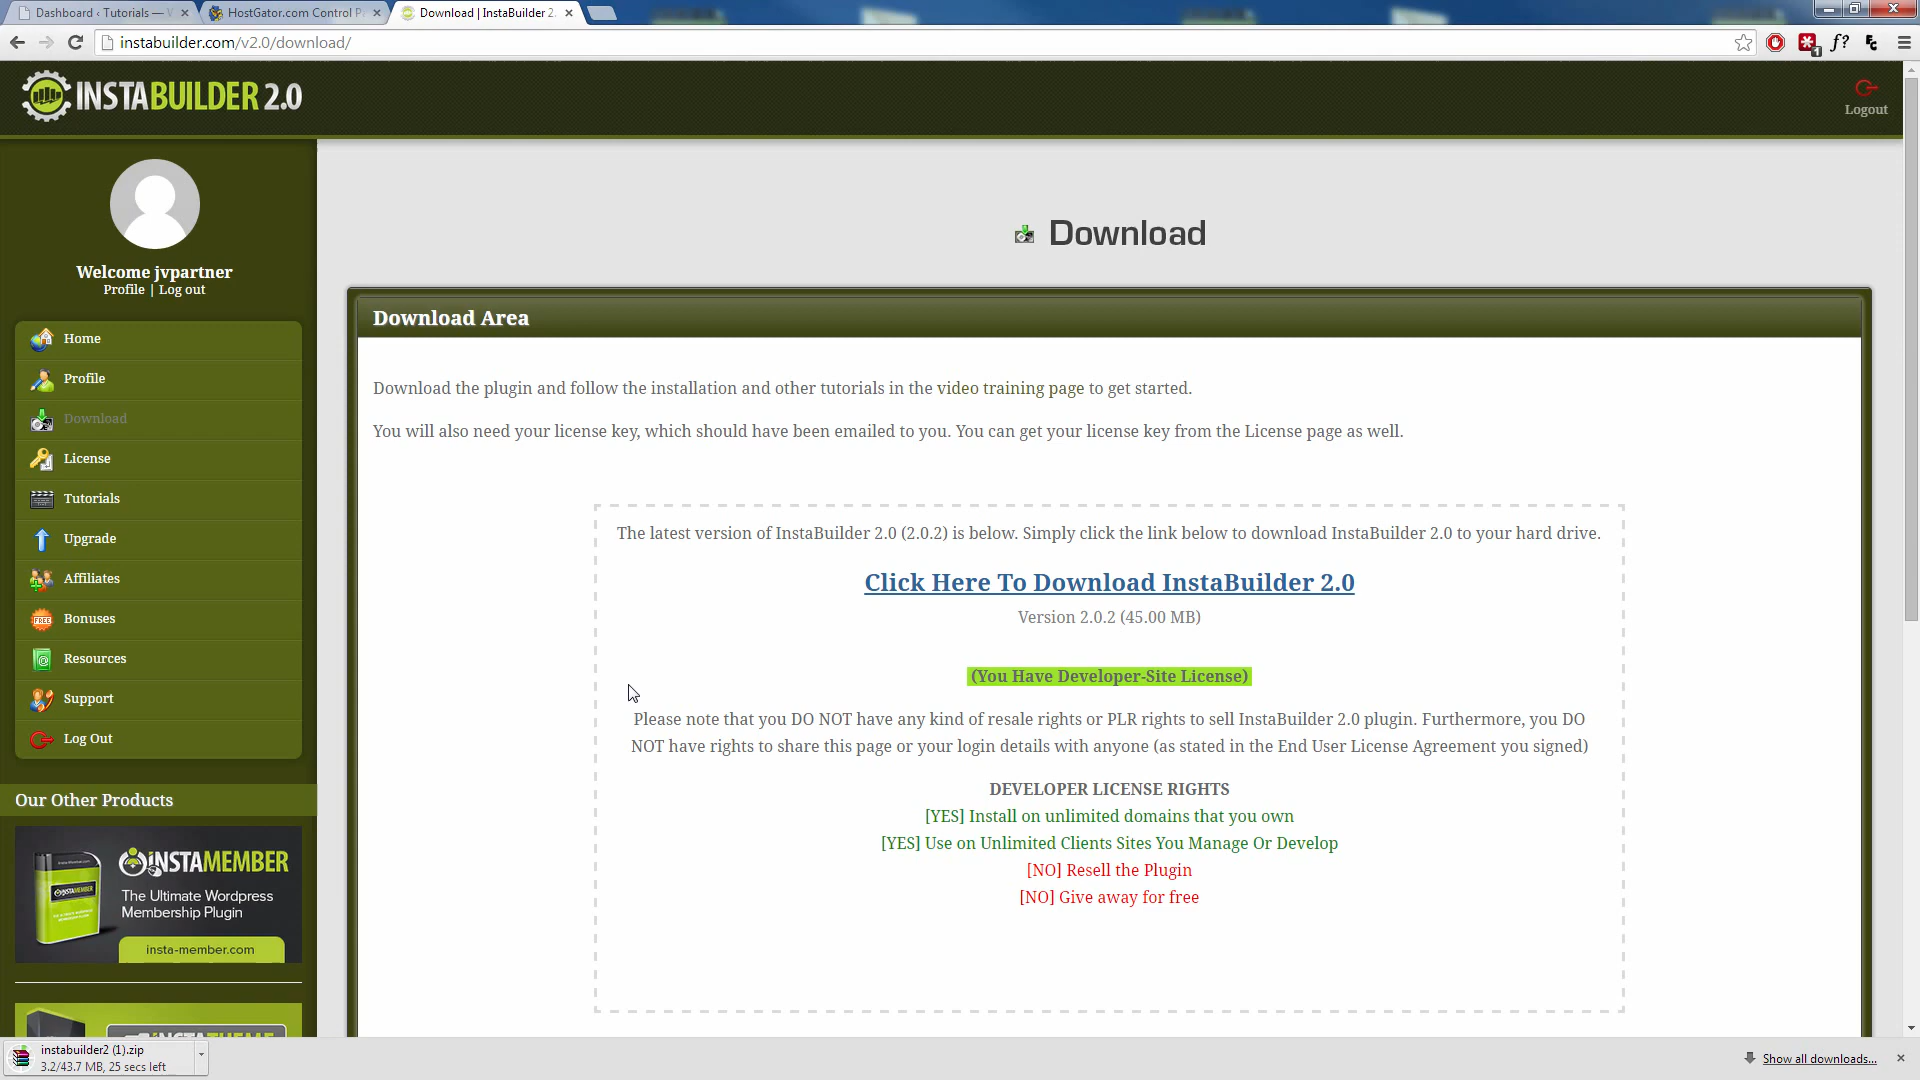 Dashboard ‹ Tutorials — W
HostGator.com Control P
Download | InstaBuilder 2.
instabuilder.com/v2.0/download/
f?
1
INSTABUILDER 2.0
Logout
Welcome jvpartner
Profile | Log out
Home
Profile
Download
License
Tutorials
Upgrade
Affiliates
FREE
Bonuses
Resources
Support
Log Out
Our Other Products
INSTAMEMBER
The Ultimate Wordpress
Membership Plugin
insta-member.com
Download
Download Area
Download the plugin and follow the installation and other tutorials in the video training page to get started.
You will also need your license key, which should have been emailed to you. You can get your license key from the License page as well.
The latest version of InstaBuilder 2.0 (2.0.2) is below. Simply click the link below to download InstaBuilder 2.0 to your hard drive.
Click Here To Download InstaBuilder 2.0
Version 2.0.2 (45.00 MB)
(You Have Developer-Site License)
Please note that you DO NOT have any kind of resale rights or PLR rights to sell InstaBuilder 2.0 plugin. Furthermore, you DO
NOT have rights to share this page or your login details with anyone (as stated in the End User License Agreement you signed)
DEVELOPER LICENSE RIGHTS
[YES] Install on unlimited domains that you own
[YES] Use on Unlimited Clients Sites You Manage Or Develop
[NO] Resell the Plugin
[NO] Give away for free
instabuilder2 (1).zip
3.2/43.7 MB, 25 secs left
Show all downloads...